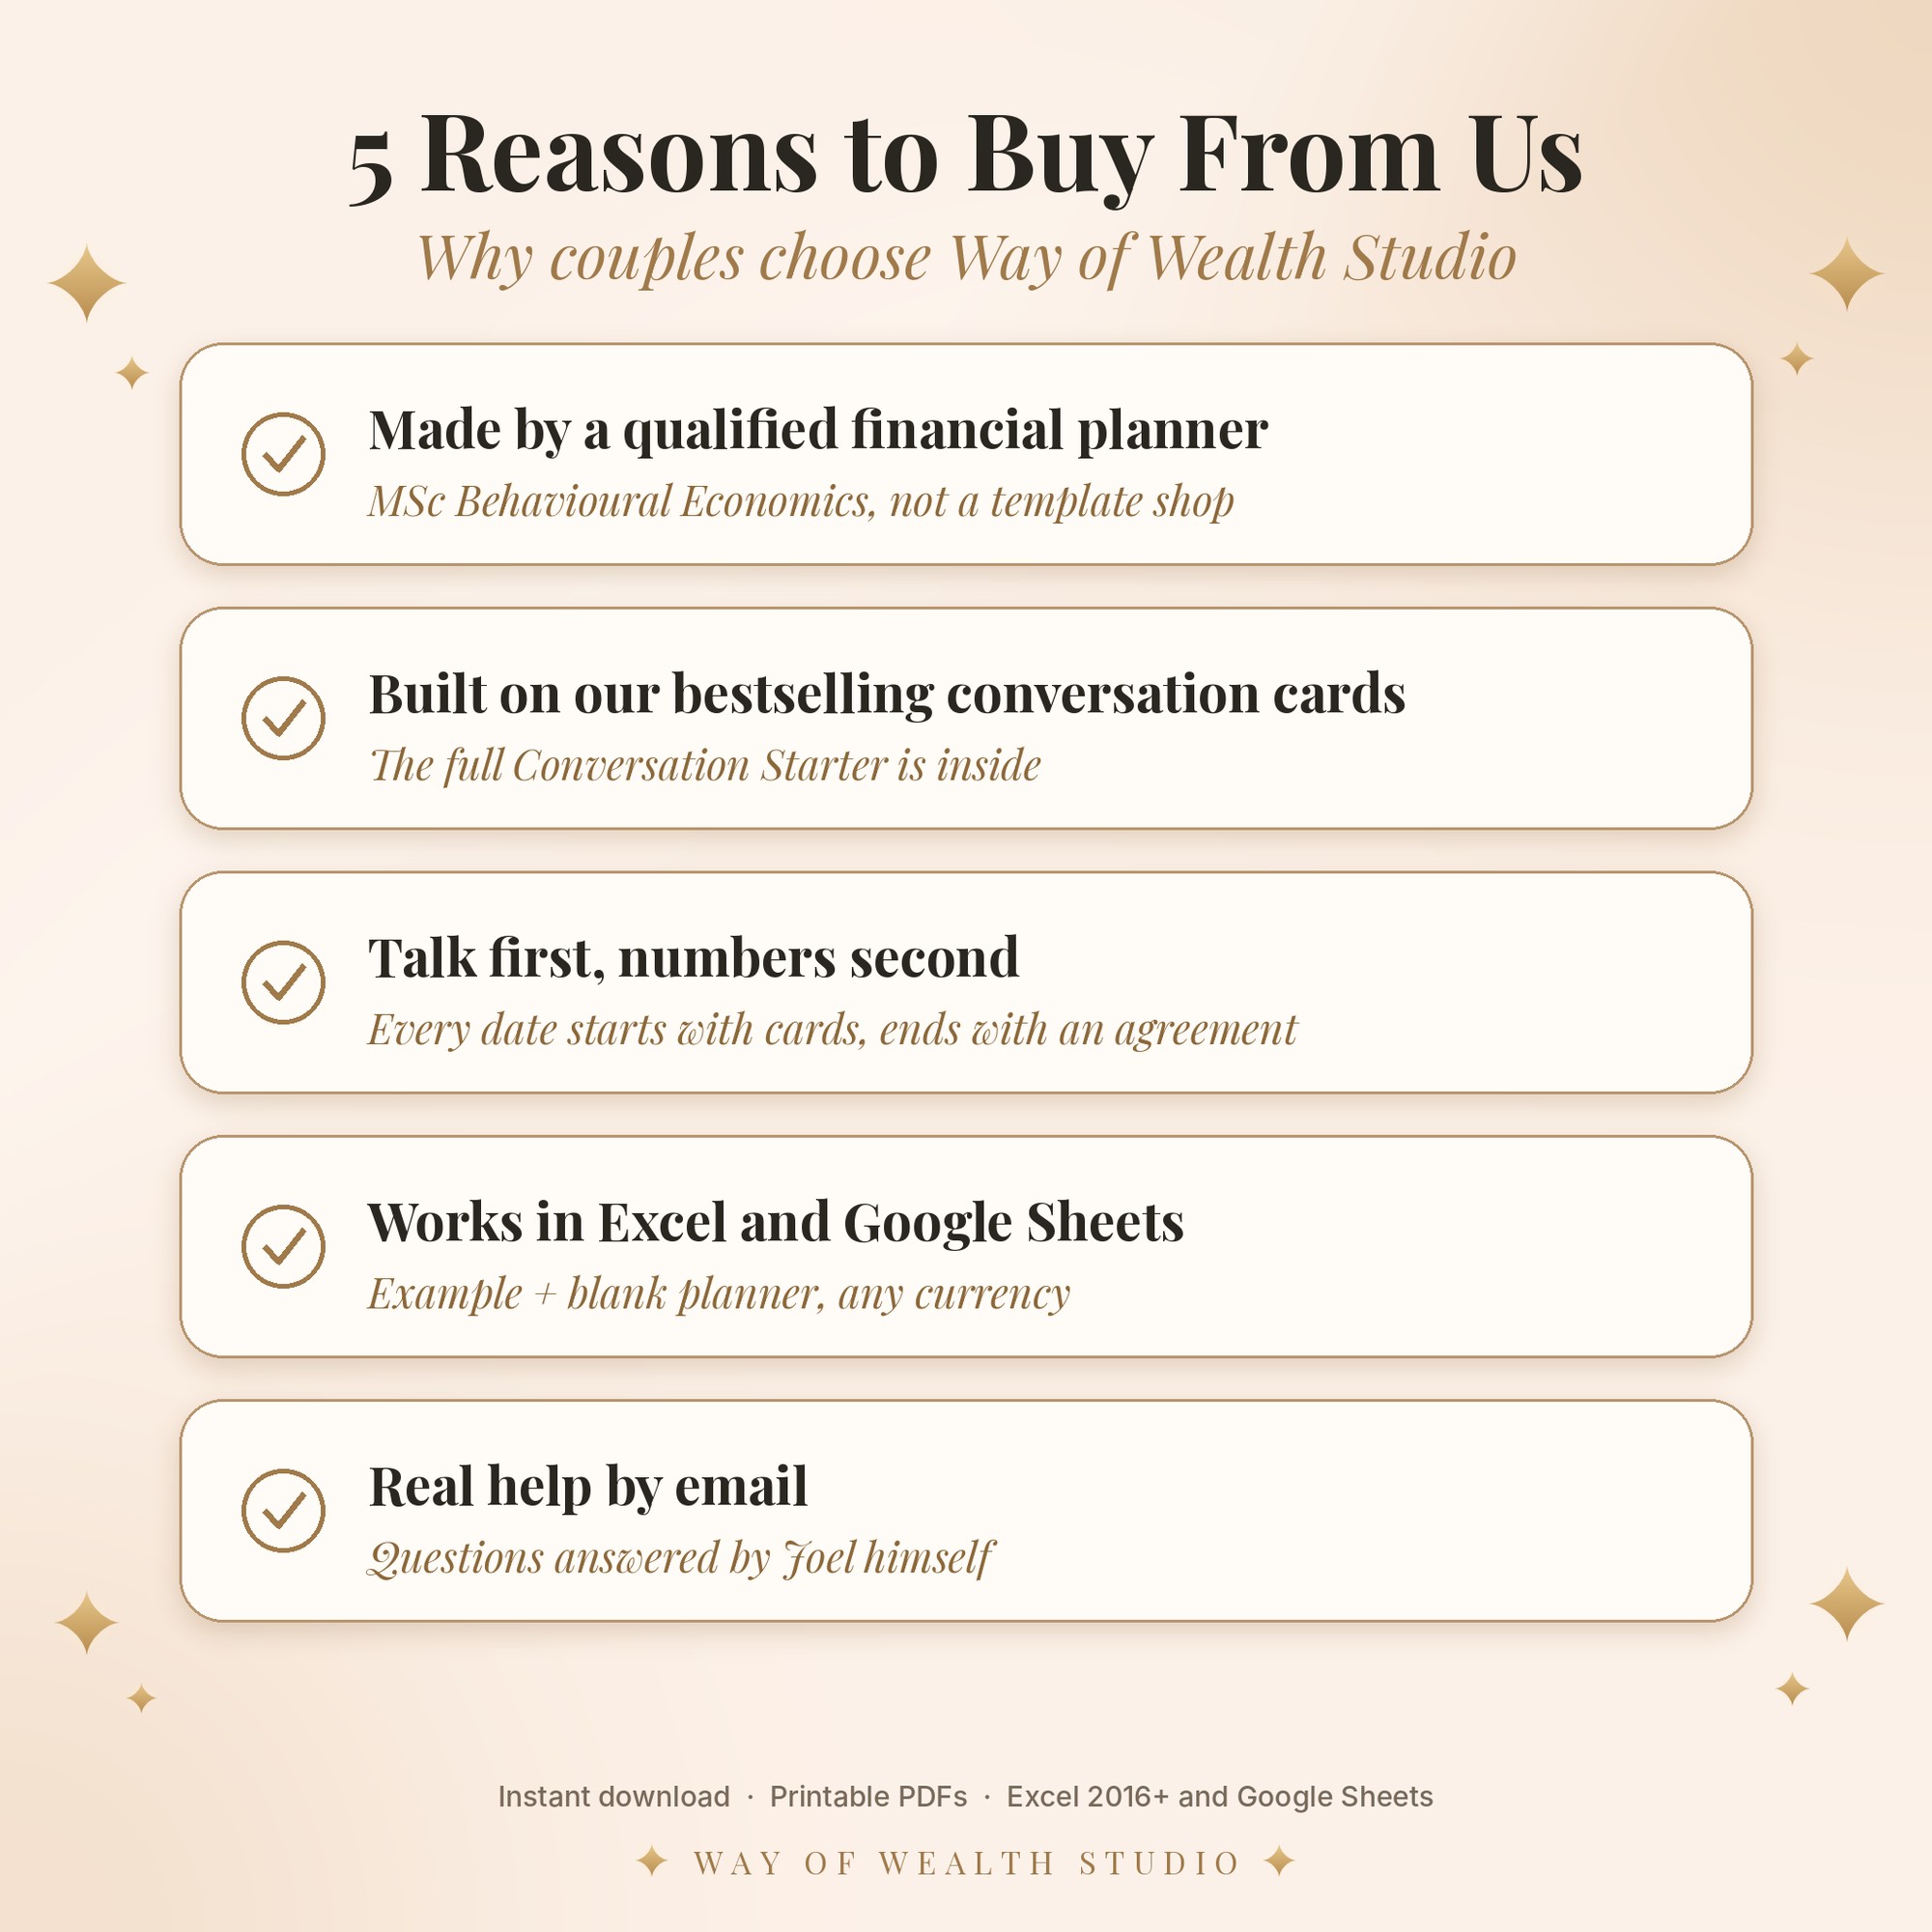 5 Reasons to Buy From Us
Why couples choose Way of Wealth Studio
Made by a qualified financial planner
MSc Behavioural Economics, not a template shop
Built on our bestselling conversation cards
The full Conversation Starter is inside
Talk first, numbers second
Every date starts with cards, ends with an agreement
Works in Excel and Google Sheets
Example + blank planner, any currency
Real help by email
Questions answered by Joel himself
Instant download · Printable PDFs · Excel 2016+ and Google Sheets
WAY OF WEALTH STUDIO